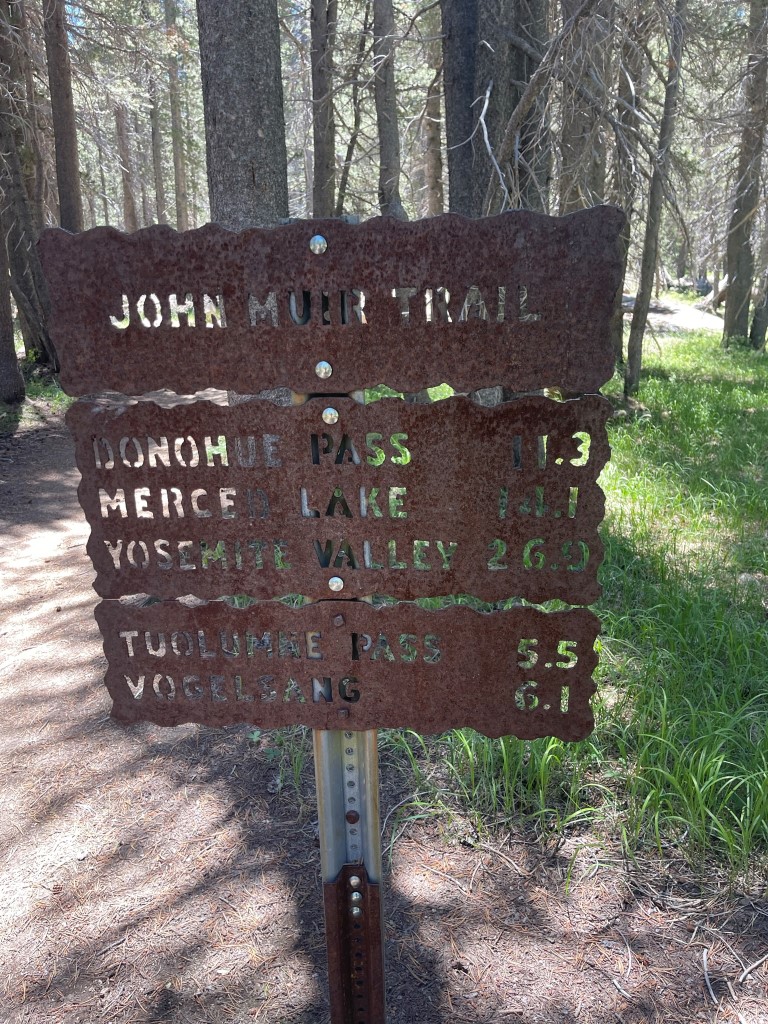 JOHN MUIR TRAIL
DONOHUE PASS 11.3
MERCED LAKE 14.1
YOSEMITE VALLEY 26.9
TUOLUMNE PASS 5.5
VOGELSANG 6.1